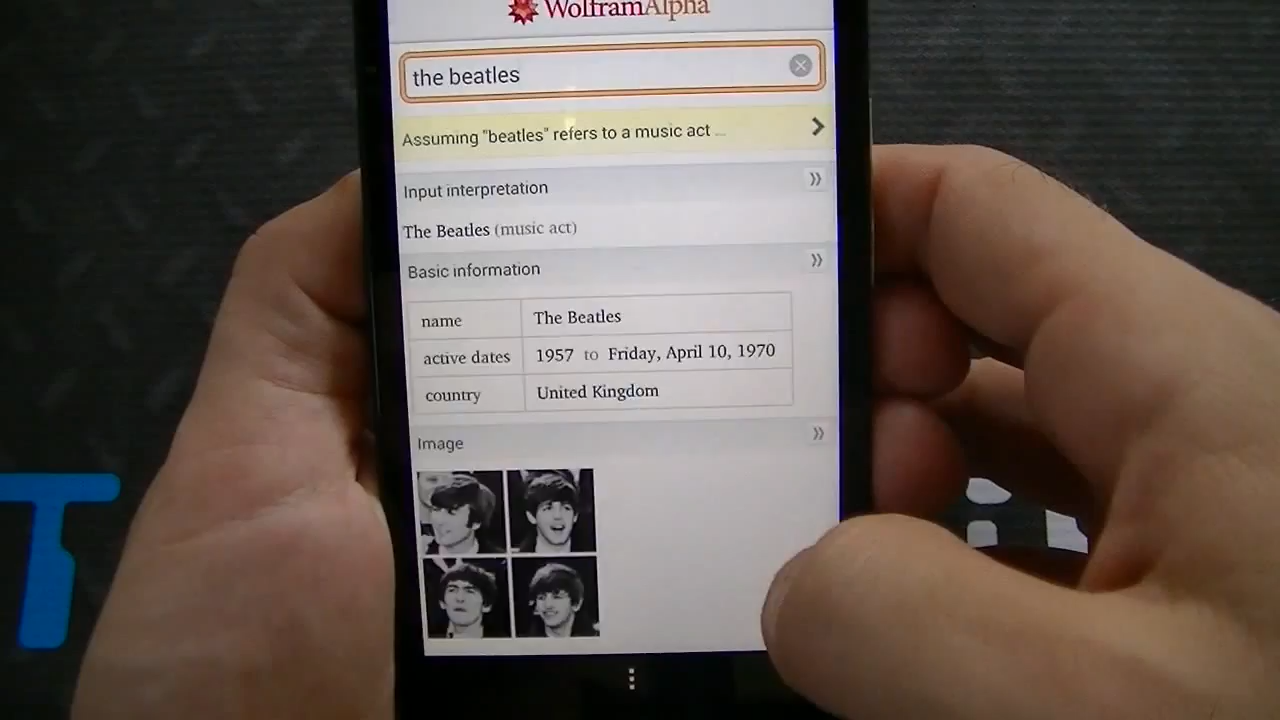 WolframAlpha
the beatles
Assuming "beatles" refers to a music act ...
Input interpretation
The Beatles (music act)
Basic information
name The Beatles
active dates 1957 to Friday, April 10, 1970
country United Kingdom
Image
T